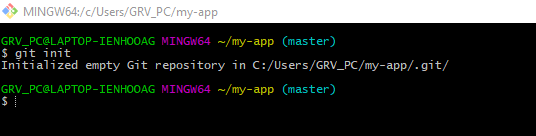 MINGW64:/c/Users/GRV_PC/my-app
GRV_PC@LAPTOP-IENHOOAG MINGW64 ~/my-app (master)
$ git init
Initialized empty Git repository in C:/Users/GRV_PC/my-app/.git/
GRV_PC@LAPTOP-IENHOOAG MINGW64 ~/my-app (master)
$